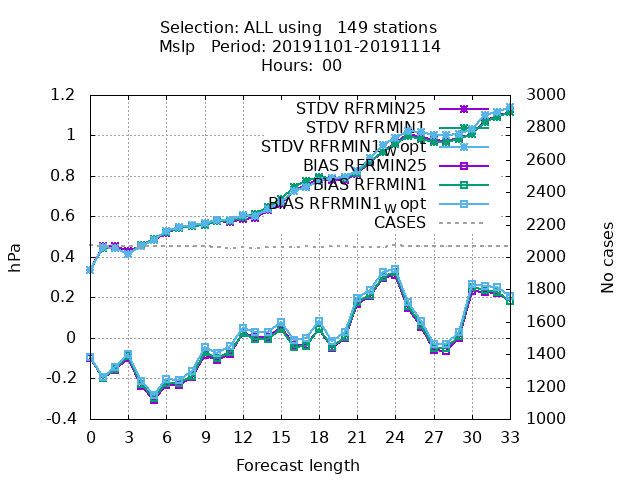 Selection: ALL using 149 stations
Mslp Period: 20191101-20191114
Hours: 00
1.2
1
0.8
0.6
0.4
0.2
0
-0.2
-0.4
hPa
STDV RFRMIN25
STDV RFRMIN1
STDV RFRMIN1_w opt
BIAS RFRMIN25
BIAS RFRMIN1
BIAS RFRMIN1_w opt
CASES
3000
2800
2600
2400
2200
2000
1800
1600
1400
1200
1000
No cases
0 3 6 9 12 15 18 21 24 27 30 33
Forecast length